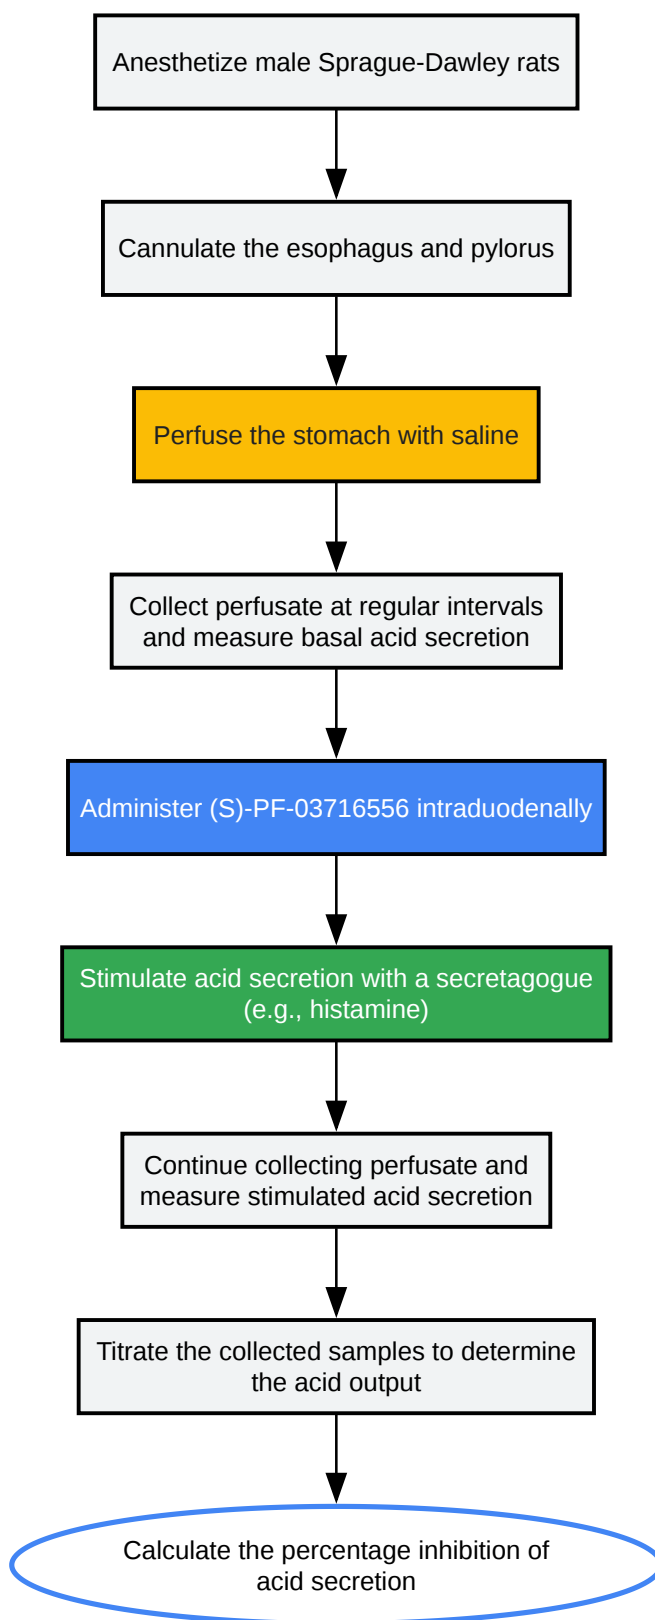 Anesthetize male Sprague-Dawley rats
Cannulate the esophagus and pylorus
Perfuse the stomach with saline
Collect perfusate at regular intervals
and measure basal acid secretion
Administer (S)-PF-03716556 intraduodenally
Stimulate acid secretion with a secretagogue
(e.g., histamine)
Continue collecting perfusate and
measure stimulated acid secretion
Titrate the collected samples to determine
the acid output
Calculate the percentage inhibition of
acid secretion